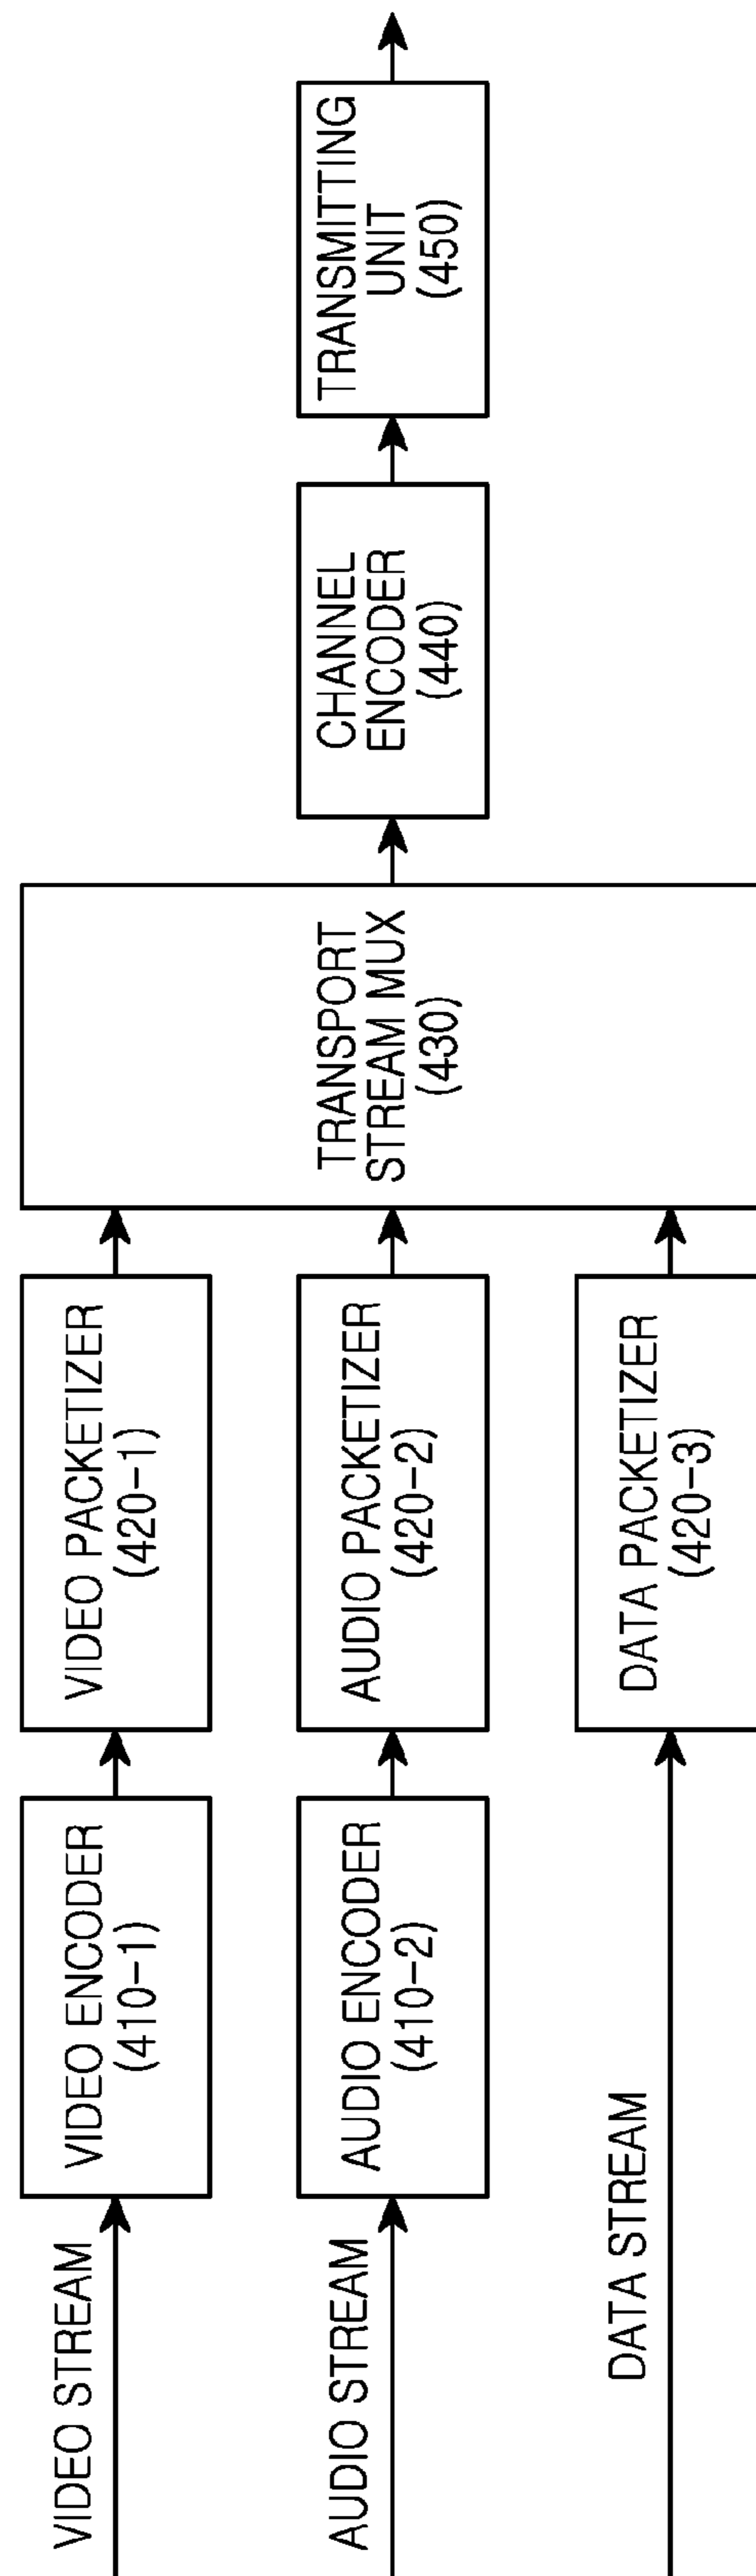 VIDEO STREAM
VIDEO ENCODER
(410-1)
VIDEO PACKETIZER
(420-1)
AUDIO STREAM
AUDIO ENCODER
(410-2)
AUDIO PACKETIZER
(420-2)
DATA STREAM
DATA PACKETIZER
(420-3)
TRANSPORT
STREAM MUX
(430)
CHANNEL
ENCODER
(440)
TRANSMITTING
UNIT
(450)